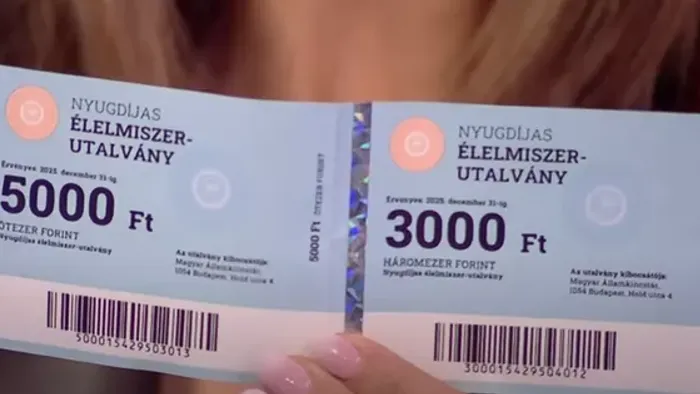 NYUGDÍJAS
ÉLELMISZER-
UTALVÁNY
Érvényes: 2025. december 31-ig.
5000 Ft
ÖTEZER FORINT
Nyugdíjas élelmiszer-utalvány
Az utalvány kibocsátója:
Magyar Államkincstár,
1054 Budapest, Hold utca 4
500015429503013
5000 Ft ÖTEZER FORINT
NYUGDÍJAS
ÉLELMISZER-
UTALVÁNY
Érvényes: 2025. december 31-ig.
3000 Ft
HÁROMEZER FORINT
Nyugdíjas élelmiszer-utalvány
Az utalvány kibocsátója:
Magyar Államkincstár,
1054 Budapest, Hold utca 4
300015429504012